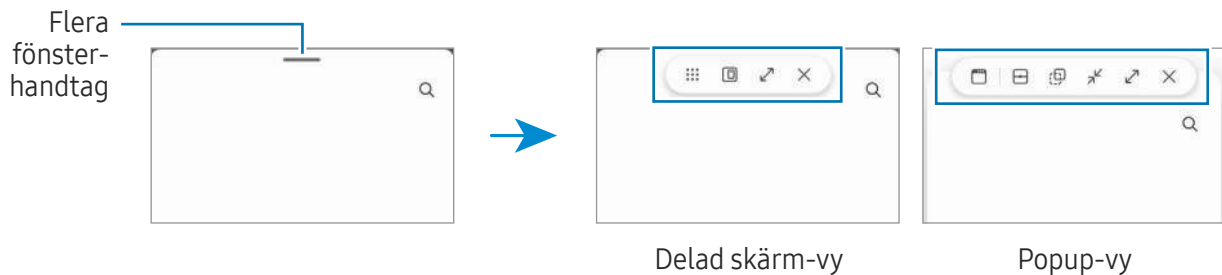 Flera
fönster-
handtag
Delad skärm-vy
Popup-vy